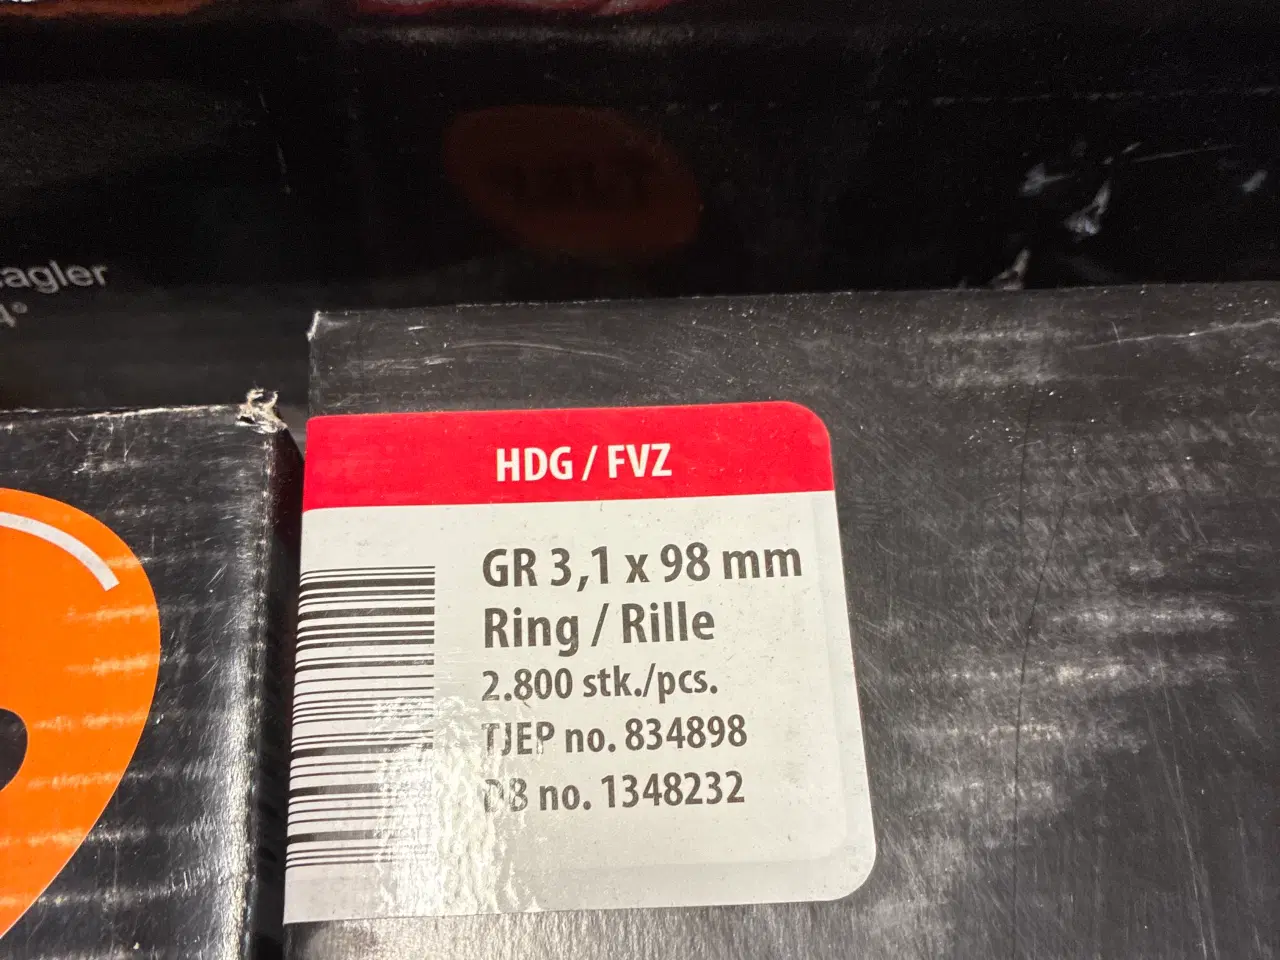 agler
4°
HDG / FVZ
GR 3,1 x 98 mm
Ring / Rille
2.800 stk./pcs.
TJEP no. 834898
DB no. 1348232